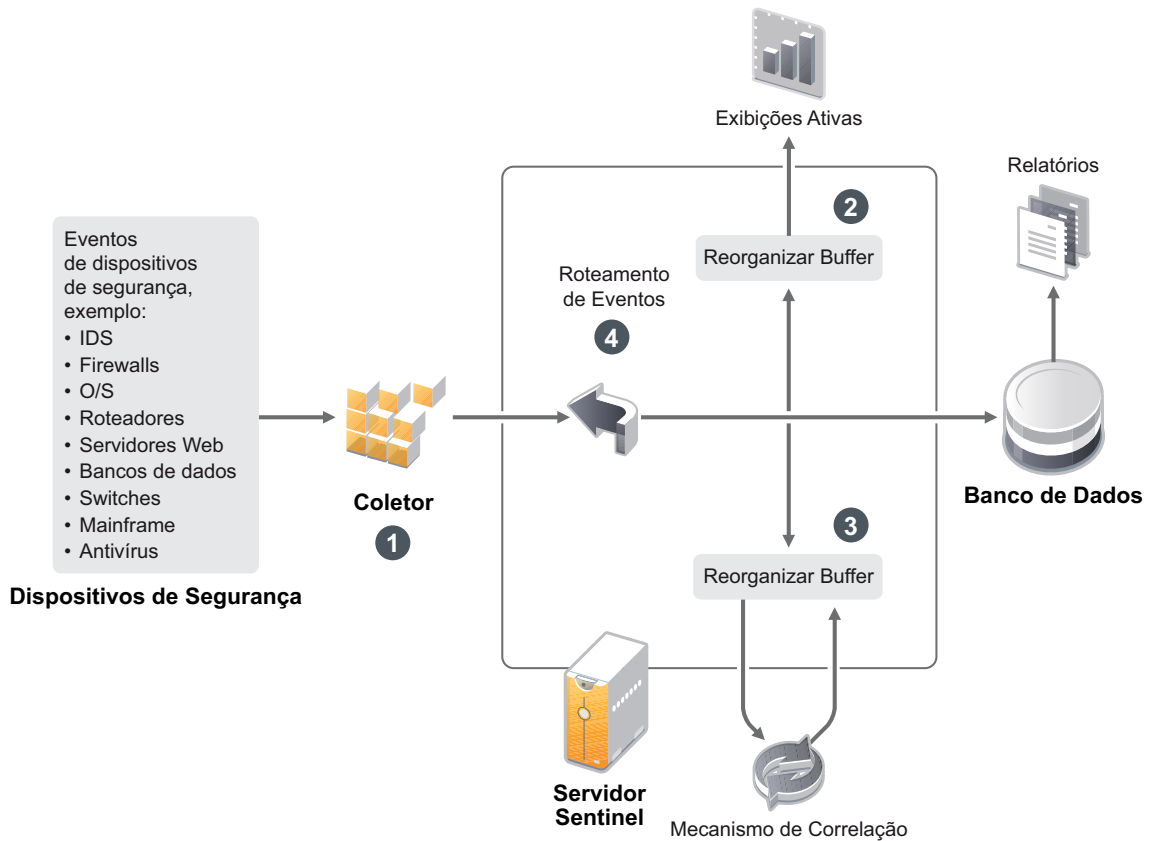 Exibições Ativas
Relatórios
2
Eventos
de dispositivos
de segurança,
exemplo:
• IDS
• Firewalls
• O/S
• Roteadores
• Servidores Web
• Bancos de dados
• Switches
• Mainframe
• Antivírus
Dispositivos de Segurança
Reorganizar Buffer
Roteamento
de Eventos
4
Coletor
1
Banco de Dados
3
Reorganizar Buffer
Servidor
Sentinel
Mecanismo de Correlação